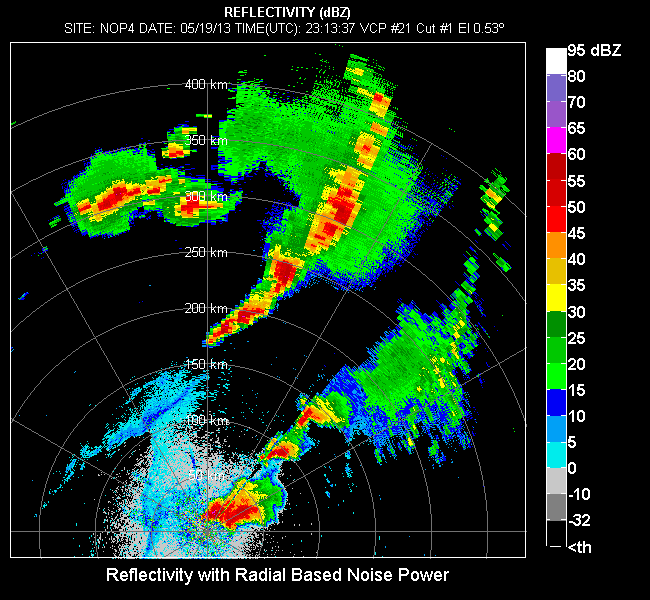 REFLECTIVITY (dBZ)
SITE: NOP4 DATE: 05/19/13 TIME(UTC): 23:13:37 VCP #21 Cut #1 El 0.53º
400 km
350 km
300 km
250 km
200 km
150 km
100 km
50 km
95 dBZ
80
70
65
60
55
50
45
40
35
30
25
20
15
10
5
0
-10
-32
<th
Reflectivity with Radial Based Noise Power